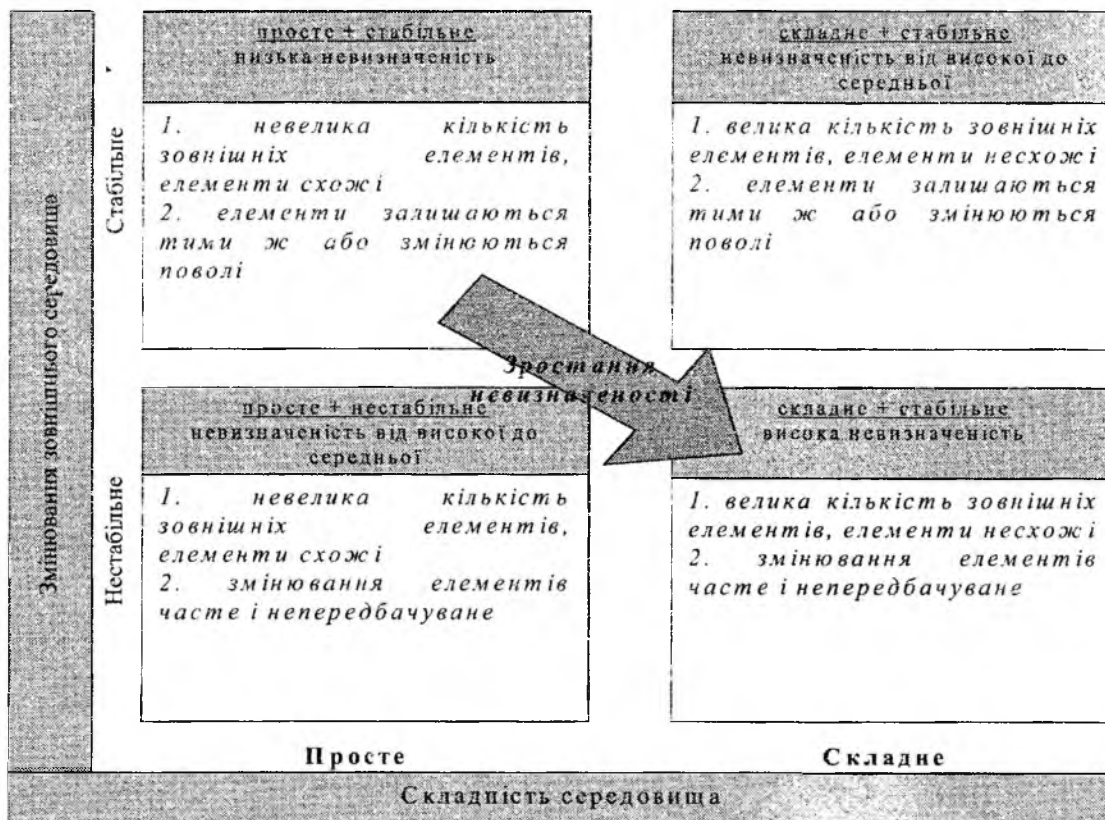 просте + стабільне
низька невизначеність
складне + стабільне
невизначеність від високої до
середньої
Змінювання зовнішнього середовища
Стабільне
1. невелика кількість
зовнішніх елементів,
елементи схожі
2. елементи залишаються
тими ж або змінюються
поволі
1. велика кількість зовнішніх
елементів, елементи несхожі
2. елементи залишаються
тими ж або змінюються
поволі
Зростання
невизначеності
Нестабільне
просте + нестабільне
невизначеність від високої до
середньої
складне + стабільне
висока невизначеність
1. невелика кількість
зовнішніх елементів,
елементи схожі
2. змінювання елементів
часте і непередбачуване
1. велика кількість зовнішніх
елементів, елементи несхожі
2. змінювання елементів
часте і непередбачуване
Просте
Складне
Складність середовища